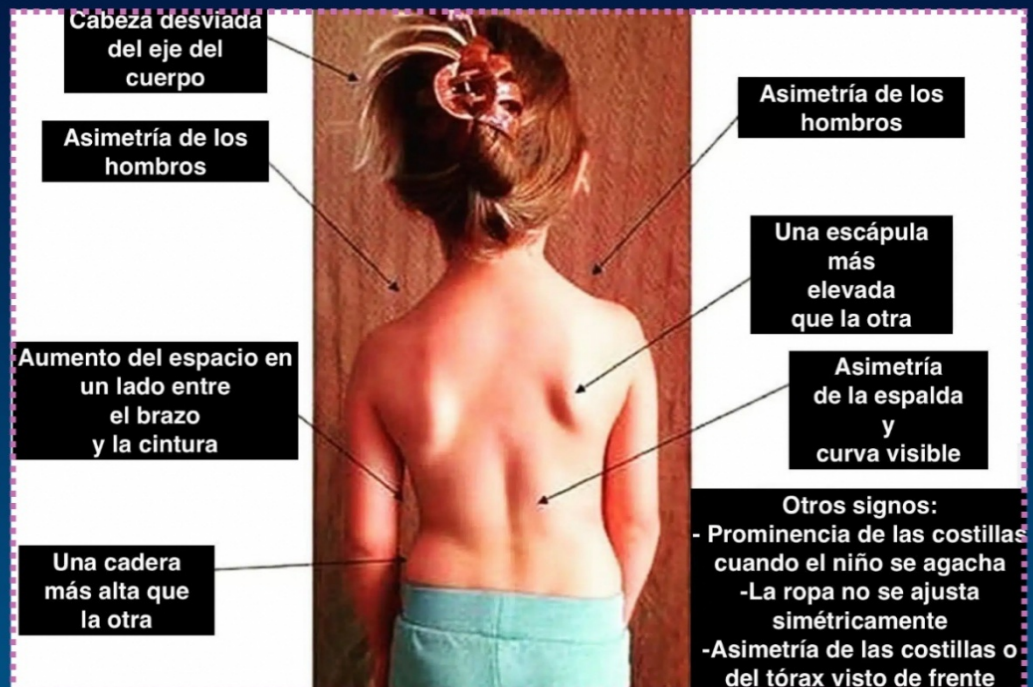 Cabeza desviada
del eje del
cuerpo
Asimetría de los
hombros
Aumento del espacio en
un lado entre
el brazo
y la cintura
Una cadera
más alta que
la otra
Asimetría de los
hombros
Una escápula
más
elevada
que la otra
Asimetría
de la espalda
y
curva visible
Otros signos:
- Prominencia de las costillas
cuando el niño se agacha
-La ropa no se ajusta
simétricamente
-Asimetría de las costillas o
del tórax visto de frente